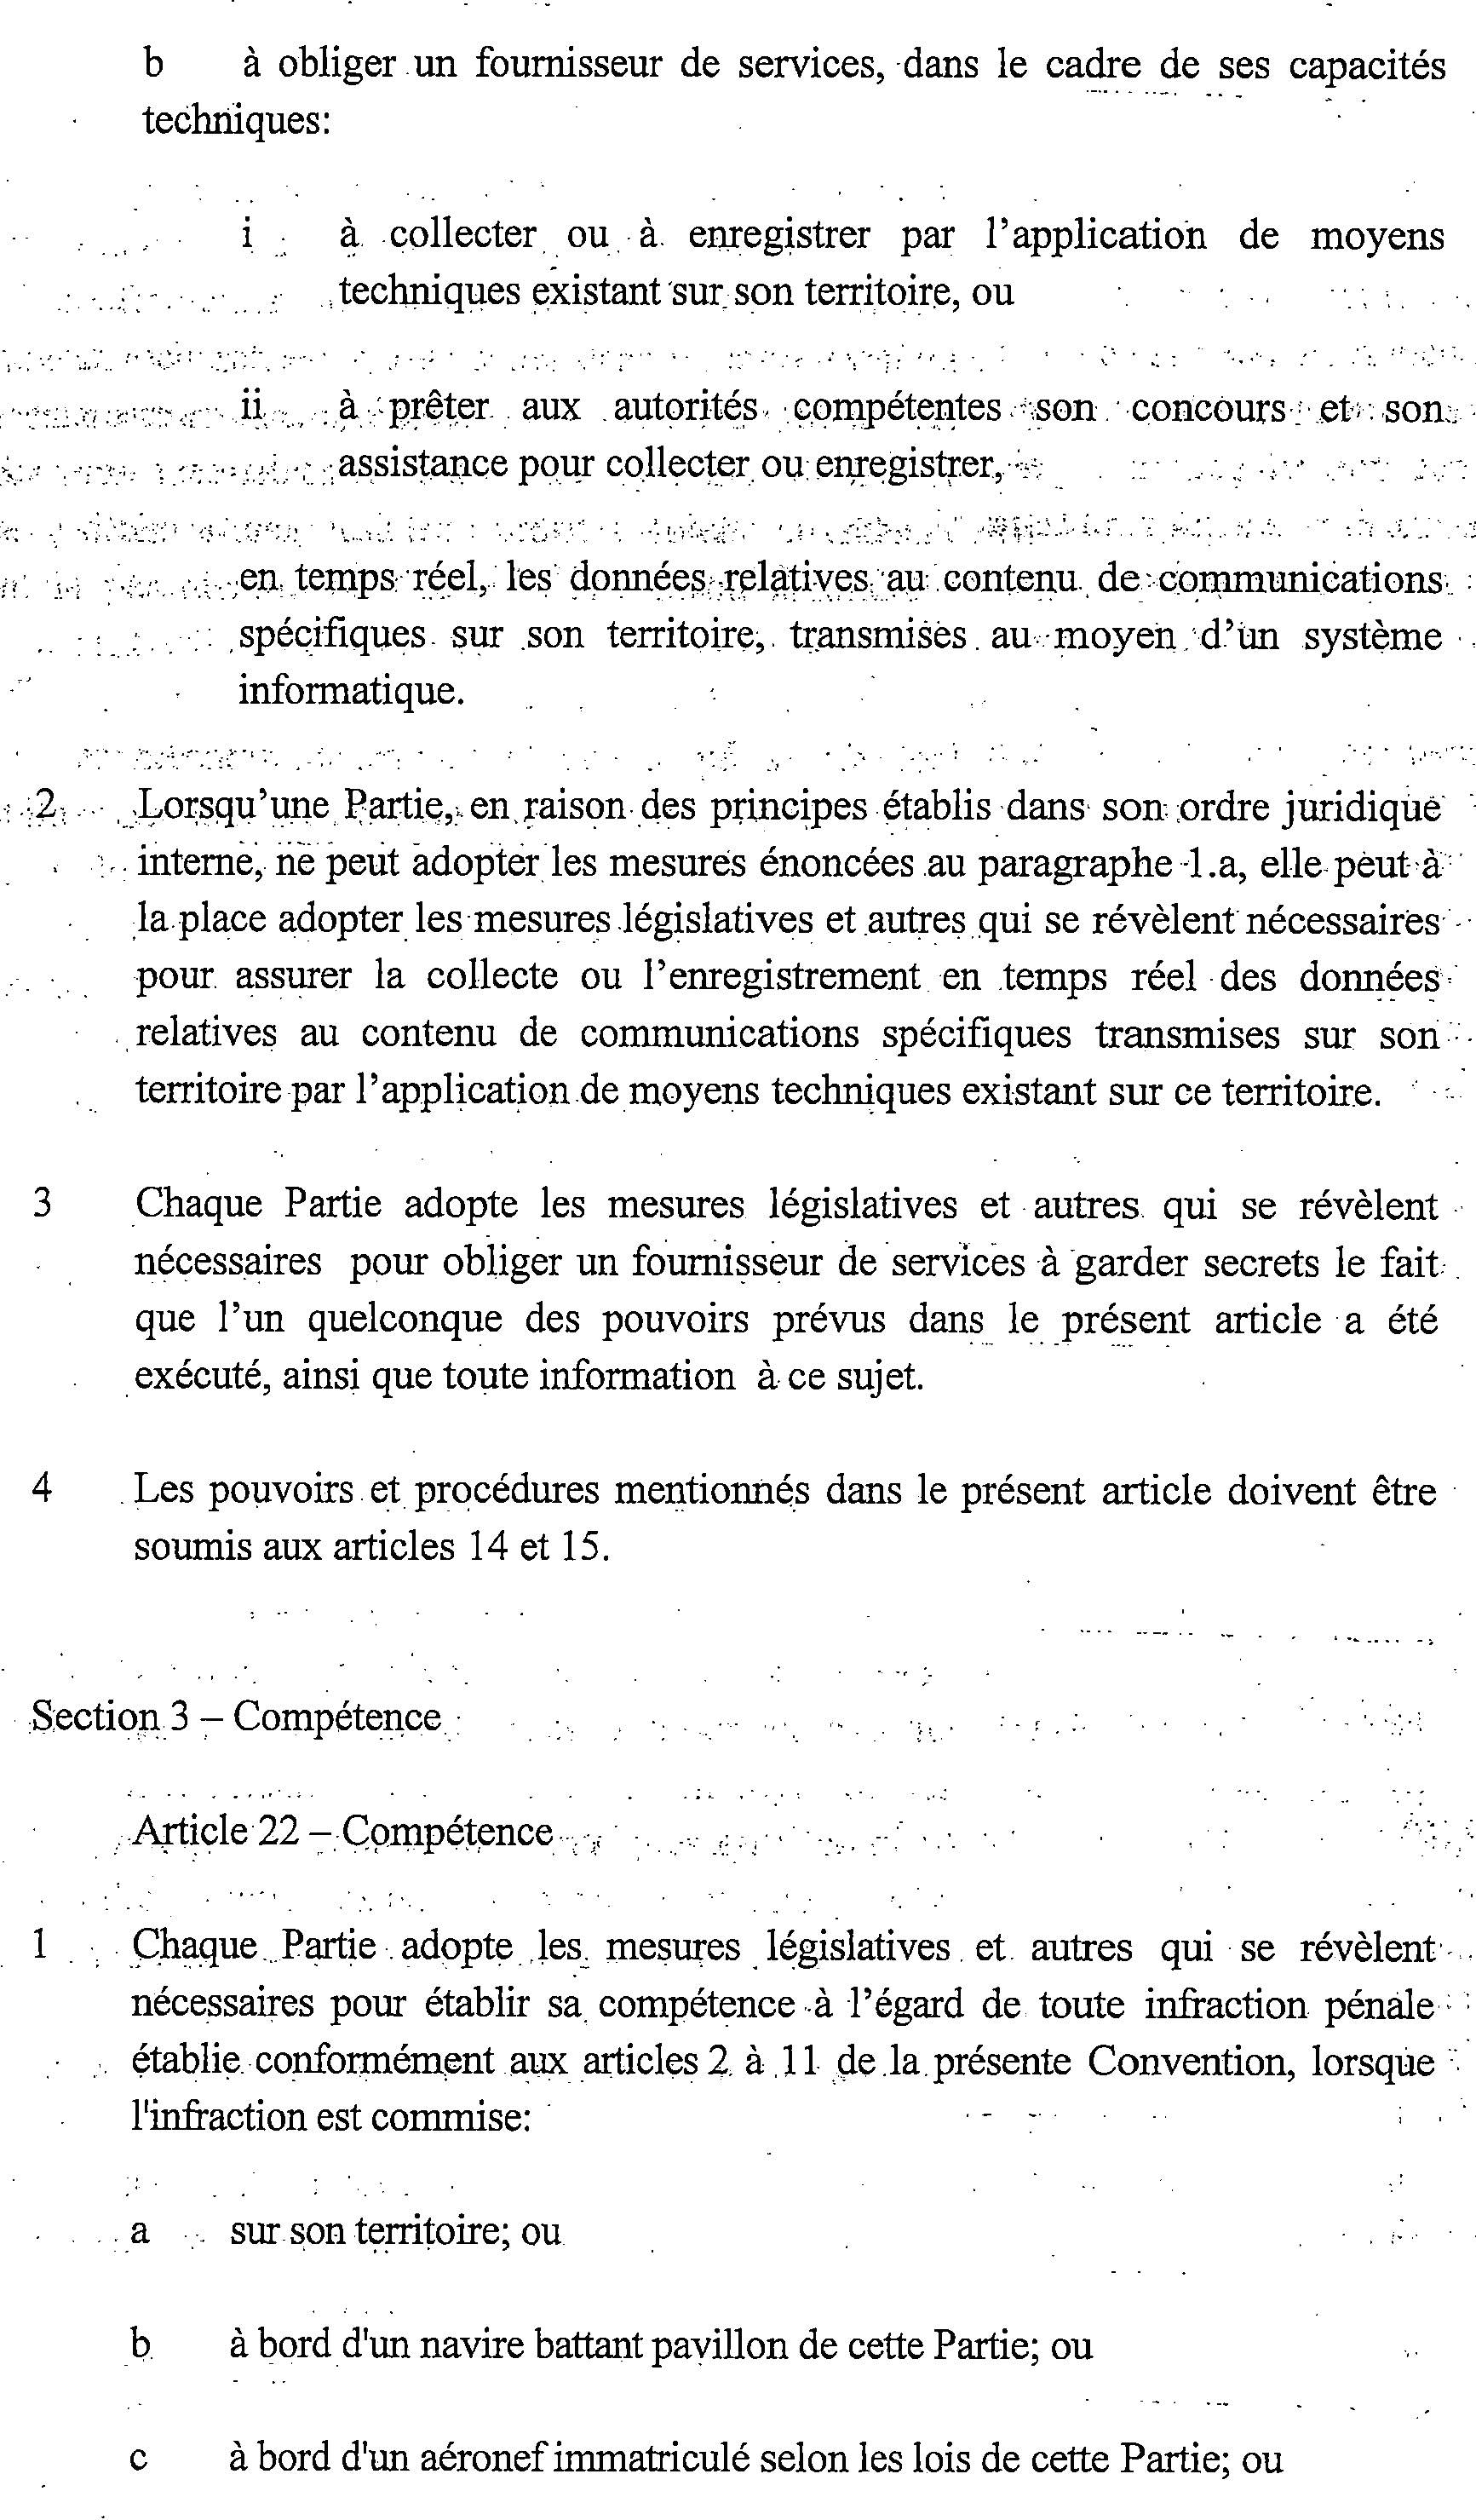 b à obliger un fournisseur de services, dans le cadre de ses capacités
techniques:
i à collecter ou à enregistrer par l’application de moyens
techniques existant sur son territoire, ou
ii à prêter aux autorités compétentes son concours et son
assistance pour collecter ou enregistrer,
en temps réel, les données relatives au contenu de communications
spécifiques sur son territoire, transmises au moyen d’un système
informatique.
2 Lorsqu’une Partie, en raison des principes établis dans son ordre juridique
interne, ne peut adopter les mesures énoncées au paragraphe 1.a, elle peut à
la place adopter les mesures législatives et autres qui se révèlent nécessaires
pour assurer la collecte ou l’enregistrement en temps réel des données
relatives au contenu de communications spécifiques transmises sur son
territoire par l’application de moyens techniques existant sur ce territoire.
3 Chaque Partie adopte les mesures législatives et autres qui se révèlent
nécessaires pour obliger un fournisseur de services à garder secrets le fait
que l’un quelconque des pouvoirs prévus dans le présent article a été
exécuté, ainsi que toute information à ce sujet.
4 Les pouvoirs et procédures mentionnés dans le présent article doivent être
soumis aux articles 14 et 15.
Section 3 – Compétence
Article 22 – Compétence
1 Chaque Partie adopte les mesures législatives et autres qui se révèlent
nécessaires pour établir sa compétence à l’égard de toute infraction pénale
établie conformément aux articles 2 à 11 de la présente Convention, lorsque
l'infraction est commise:
a sur son territoire; ou
b à bord d'un navire battant pavillon de cette Partie; ou
c à bord d'un aéronef immatriculé selon les lois de cette Partie; ou